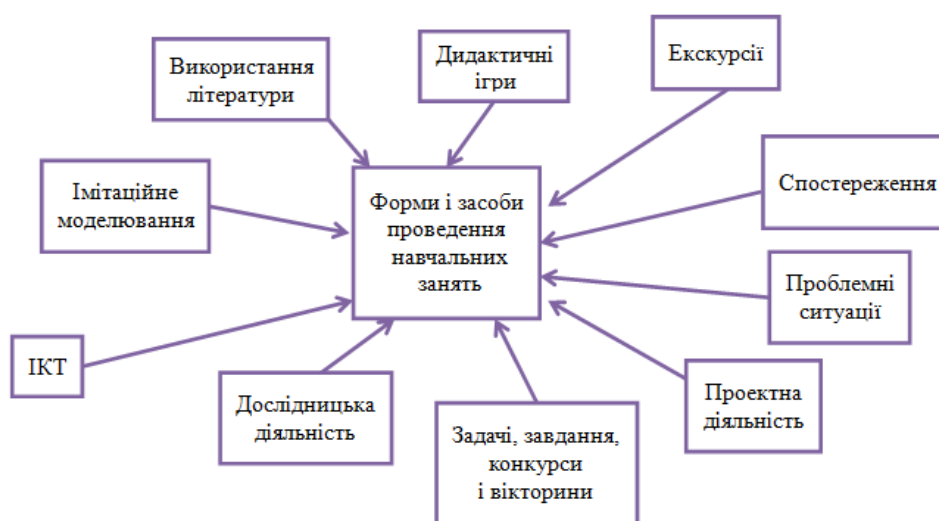 Використання
літератури
Дидактичні
ігри
Екскурсії
Імітаційне
моделювання
Форми і засоби
проведення
навчальних
занять
Спостереження
Проблемні
ситуації
ІКТ
Дослідницька
діяльність
Задачі, завдання,
конкурси
і вікторини
Проектна
діяльність